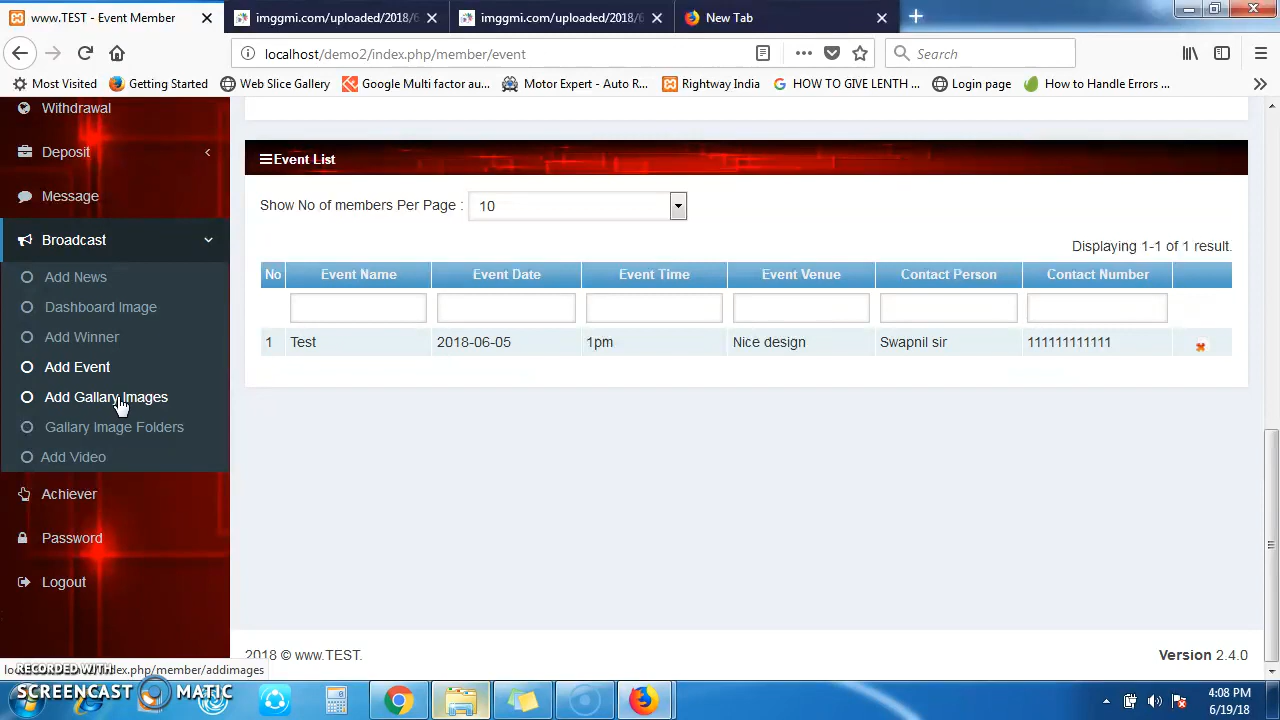 www.TEST - Event Member
imggmi.com/uploaded/2018/6
imggmi.com/uploaded/2018/6
New Tab
localhost/demo2/index.php/member/event
Search
Most Visited
Getting Started
Web Slice Gallery
Google Multi factor au...
Motor Expert - Auto R...
Rightway India
HOW TO GIVE LENTH ...
Login page
How to Handle Errors ...
Withdrawal
Deposit
Message
Broadcast
Add News
Dashboard Image
Add Winner
Add Event
Add Gallary Images
Gallary Image Folders
Add Video
Achiever
Password
Logout
Event List
Show No of members Per Page : 10
Displaying 1-1 of 1 result.
No Event Name Event Date Event Time Event Venue Contact Person Contact Number
1 Test 2018-06-05 1pm Nice design Swapnil sir 111111111111
2018 © www.TEST.
Version 2.4.0
dex.php/member/addimages
RECORDED WITH
SCREENCAST MATIC
4:08 PM
6/19/18